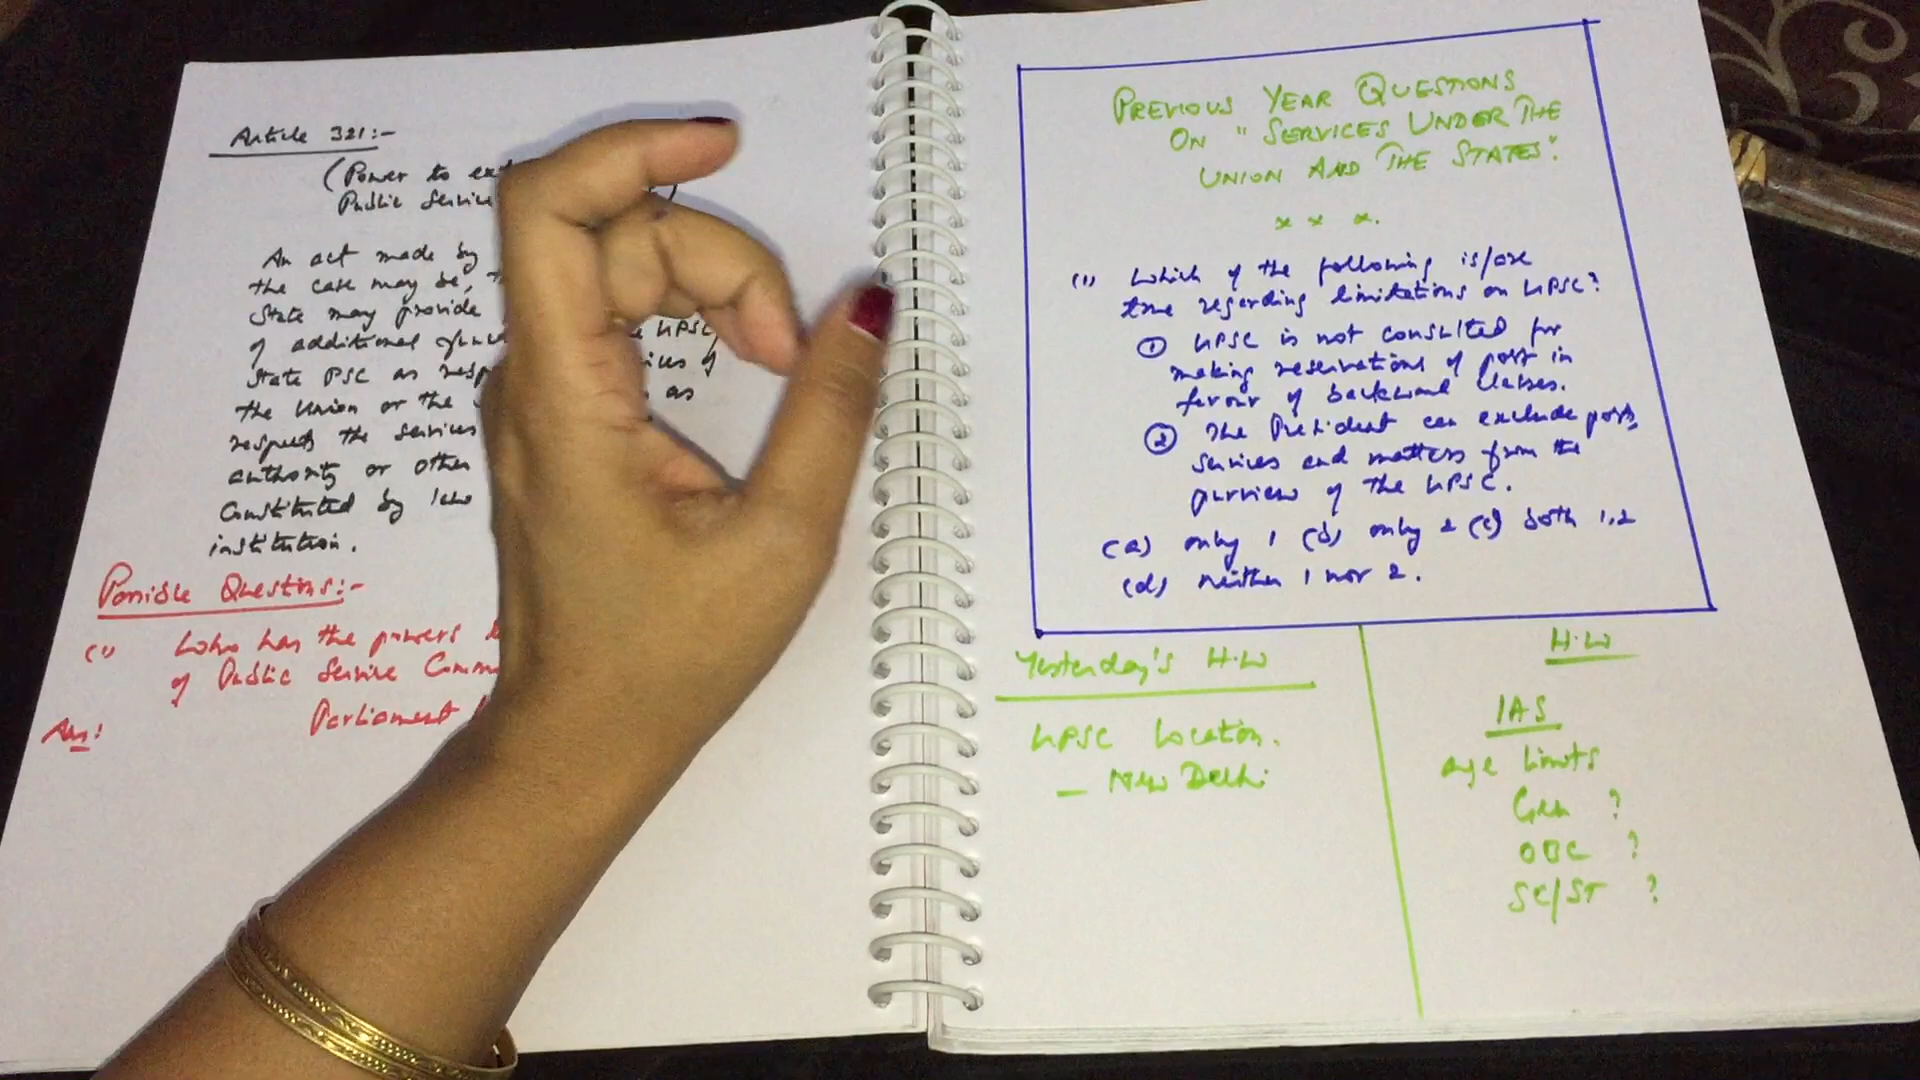 Article 321:-
(Power to
Public Service
An act made by
the case may be,
State may provide
of additional UPSC
State PSC as of
the Union or the as
respects the services
authority or other
Constituted by law
institution.
Possible Questions:-
(1) Who has the powers
of Public Service
Ans: Parliament
PREVIOUS YEAR QUESTIONS
ON "SERVICES UNDER THE
UNION AND THE STATES".
x x x.
(1) Which of the following is/are
true regarding limitations on UPSC?
① UPSC is not consulted for
making reservations of post in
favour of backward classes.
② The President can exclude posts,
services and matters from the
purview of the UPSC.
(a) only 1 (b) only 2 (c) both 1,2
(d) neither 1 nor 2.
Yesterday's H.W
UPSC Location.
– New Delhi
H.W
IAS
age limits
Gen ?
OBC ?
SC/ST ?